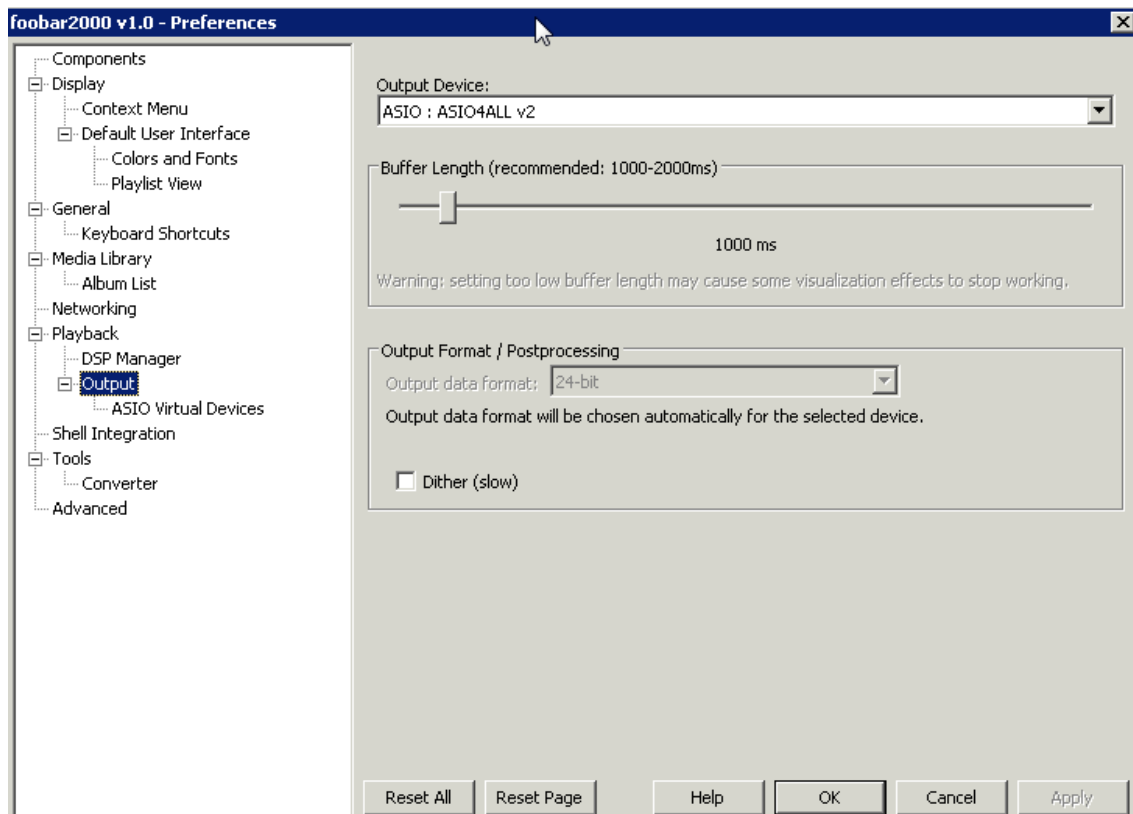 foobar2000 v1.0 - Preferences
Components
Display
Context Menu
Default User Interface
Colors and Fonts
Playlist View
General
Keyboard Shortcuts
Media Library
Album List
Networking
Playback
DSP Manager
Output
ASIO Virtual Devices
Shell Integration
Tools
Converter
Advanced
Output Device:
ASIO : ASIO4ALL v2
Buffer Length (recommended: 1000-2000ms)
1000 ms
Warning: setting too low buffer length may cause some visualization effects to stop working.
Output Format / Postprocessing
Output data format: 24-bit
Output data format will be chosen automatically for the selected device.
Dither (slow)
Reset All Reset Page Help OK Cancel Apply